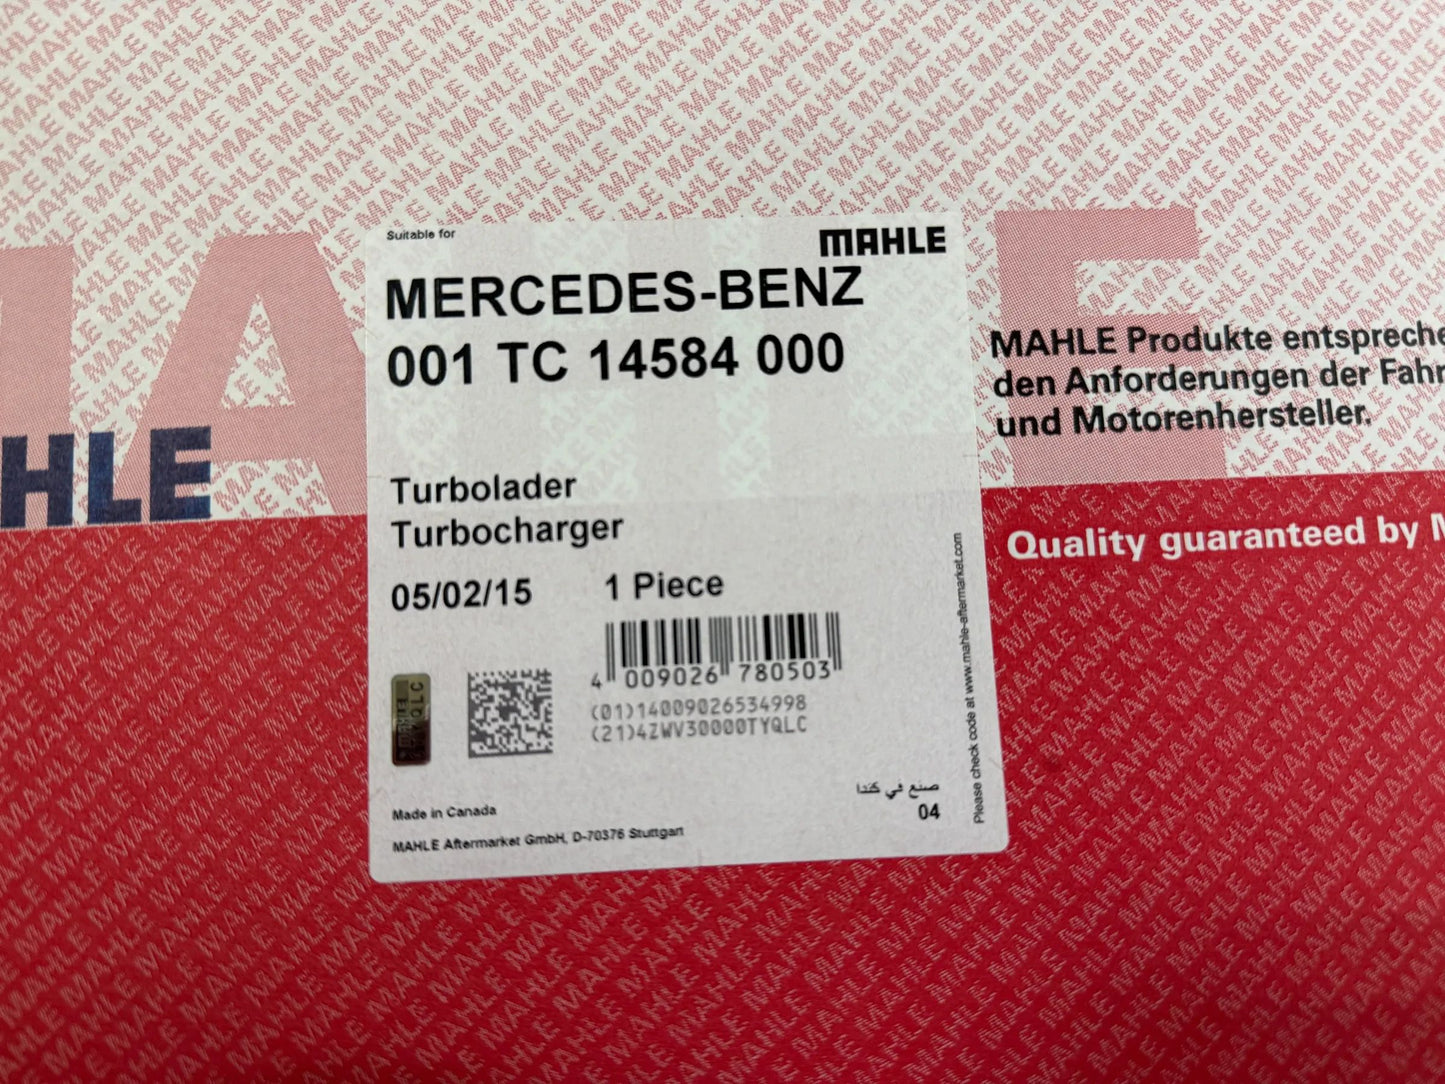 Suitable for
MAHLE
MERCEDES-BENZ
001 TC 14584 000
Turbolader
Turbocharger
05/02/15 1 Piece
4 009026 780503
(01)14009026534998
(21)4ZWV30000TYQLC
صنع في كندا
04
Made in Canada
MAHLE Aftermarket GmbH, D-70376 Stuttgart
Please check code at www.mahle-aftermarket.com
HLE
MAHLE Produkte entspreche
den Anforderungen der Fahr
und Motorenhersteller.
Quality guaranteed by M